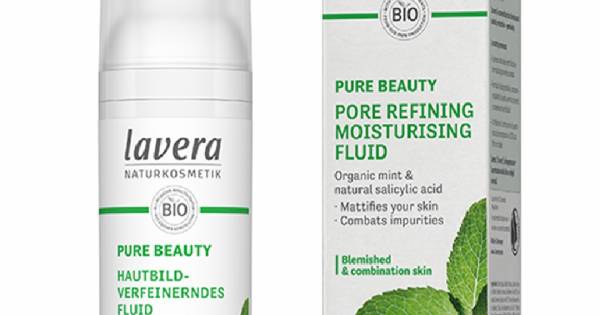 lavera
NATURKOSMETIK
BIO
PURE BEAUTY
HAUTBILD-
VERFEINERNDES
FLUID
BIO
PURE BEAUTY
PORE REFINING
MOISTURISING
FLUID
Organic mint &
natural salicylic acid
· Mattifies your skin
· Combats impurities
Blemished
& combination skin